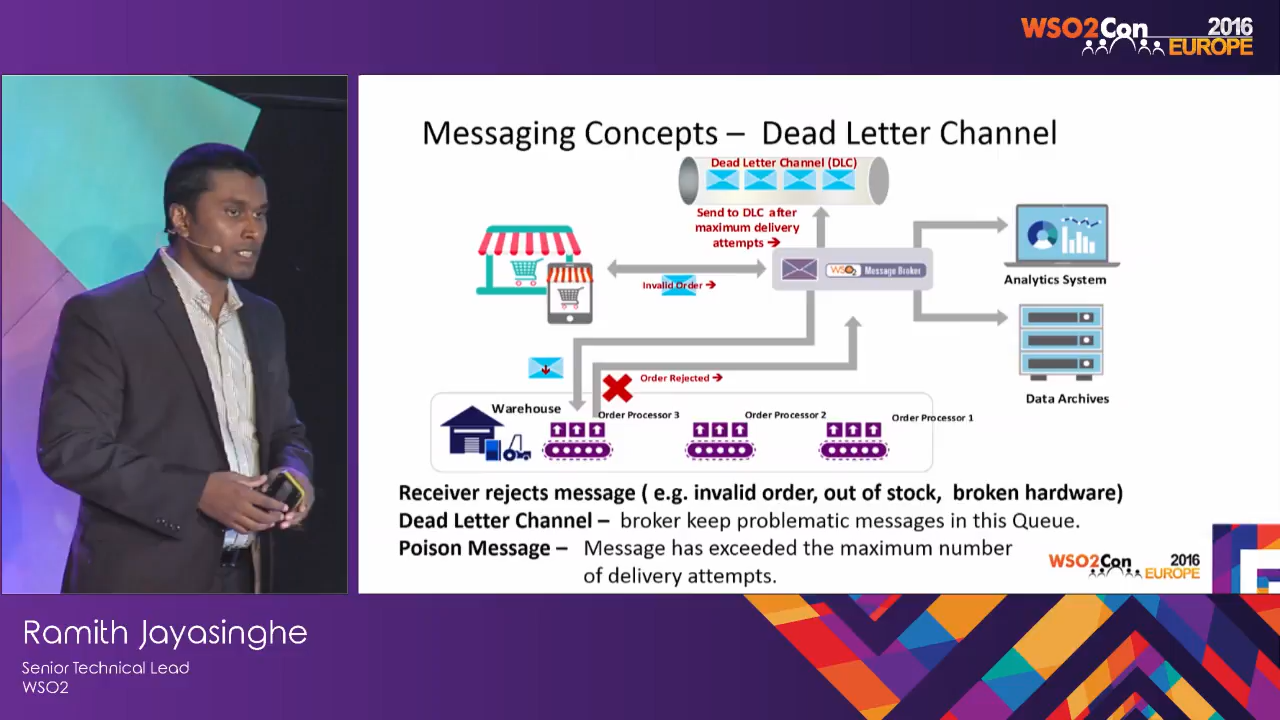 WSO2Con 2016
EUROPE
Messaging Concepts – Dead Letter Channel
Dead Letter Channel (DLC)
Send to DLC after
maximum delivery
attempts ➔
WSO2 Message Broker
Invalid Order ➔
Analytics System
Order Rejected ➔
Data Archives
Warehouse
Order Processor 3
Order Processor 2
Order Processor 1
Receiver rejects message ( e.g. invalid order, out of stock, broken hardware)
Dead Letter Channel – broker keep problematic messages in this Queue.
Poison Message – Message has exceeded the maximum number
of delivery attempts.
WSO2Con 2016
EUROPE
Ramith Jayasinghe
Senior Technical Lead
WSO2